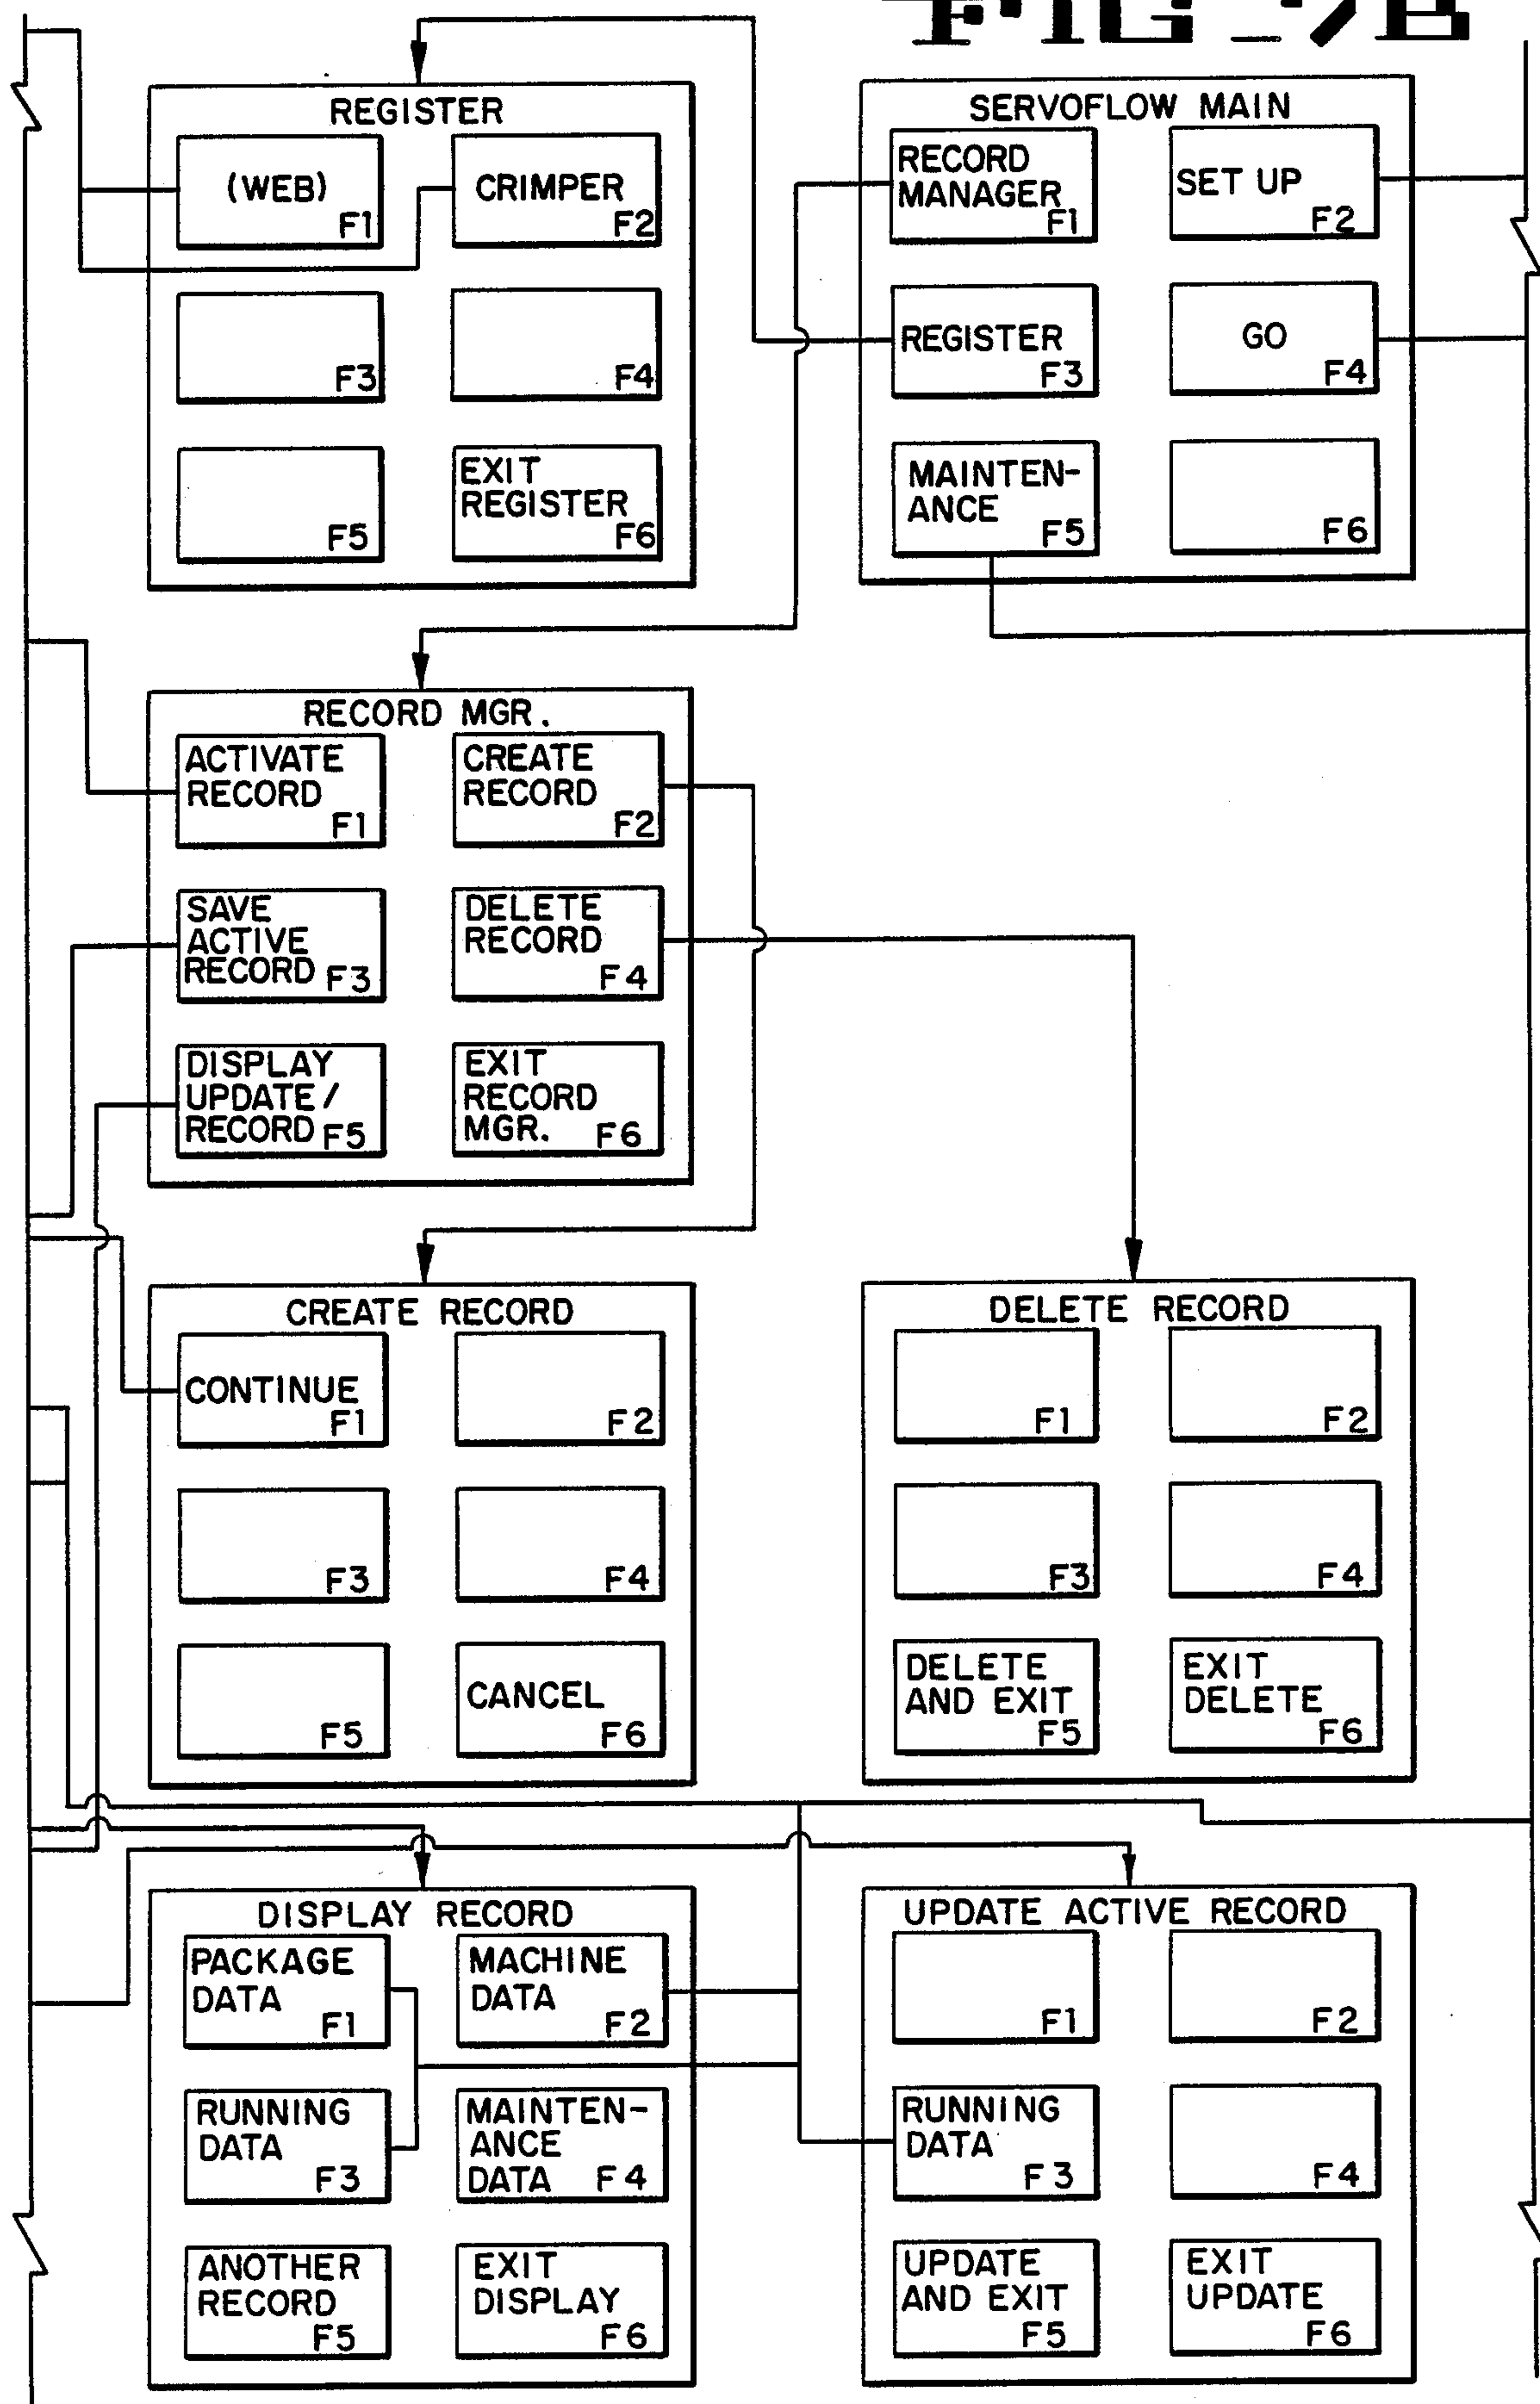 FIG 7B
REGISTER
(WEB)
F1
CRIMPER
F2
F3
F4
F5
EXIT
REGISTER
F6
SERVOFLOW MAIN
RECORD
MANAGER
F1
SET UP
F2
REGISTER
F3
GO
F4
MAINTEN-
ANCE
F5
F6
RECORD MGR.
ACTIVATE
RECORD
F1
CREATE
RECORD
F2
SAVE
ACTIVE
RECORD F3
DELETE
RECORD
F4
DISPLAY
UPDATE/
RECORD F5
EXIT
RECORD
MGR. F6
CREATE RECORD
CONTINUE
F1
F2
F3
F4
F5
CANCEL
F6
DELETE RECORD
F1
F2
F3
F4
DELETE
AND EXIT
F5
EXIT
DELETE
F6
DISPLAY RECORD
PACKAGE
DATA
F1
MACHINE
DATA
F2
RUNNING
DATA
F3
MAINTEN-
ANCE
DATA F4
ANOTHER
RECORD
F5
EXIT
DISPLAY
F6
UPDATE ACTIVE RECORD
F1
F2
RUNNING
DATA
F3
F4
UPDATE
AND EXIT
F5
EXIT
UPDATE
F6